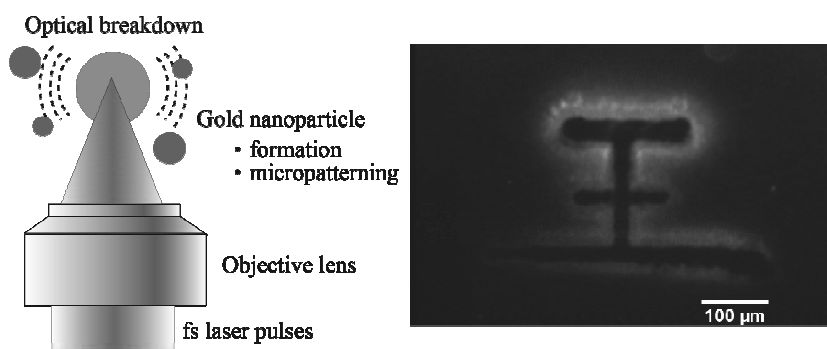 Optical breakdown
Gold nanoparticle
• formation
• micropatterning
Objective lens
fs laser pulses
100 µm